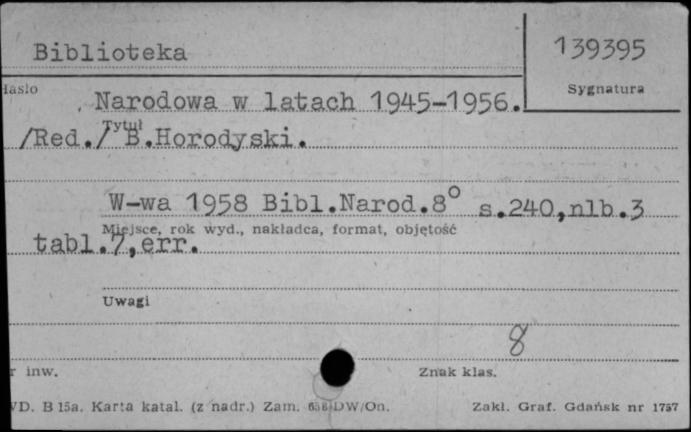 Biblioteka
139395
Hasło
Sygnatura
Narodowa w latach 1945-1956.
Tytuł
/Red./ B.Horodyski.
W-wa 1958 Bibl.Narod.8° s.240,nlb.3
Miejsce, rok wyd., nakładca, format, objętość
tabl.7,err.
Uwagi
8
r inw.
Znak klas.
WD. B 15a. Karta katal. (z nadr.) Zam. DW/On.
Zakł. Graf. Gdańsk nr 1757